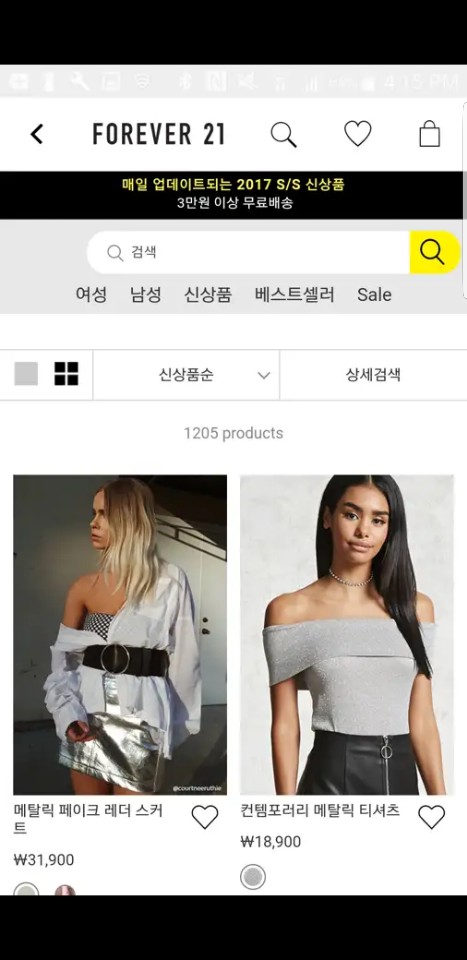 4:15 PM
FOREVER 21
매일 업데이트되는 2017 S/S 신상품
3만원 이상 무료배송
검색
여성 남성 신상품 베스트셀러 Sale
신상품순 상세검색
1205 products
@courtneeruthie
메탈릭 페이크 레더 스커
트
₩31,900
컨템포러리 메탈릭 티셔츠
₩18,900